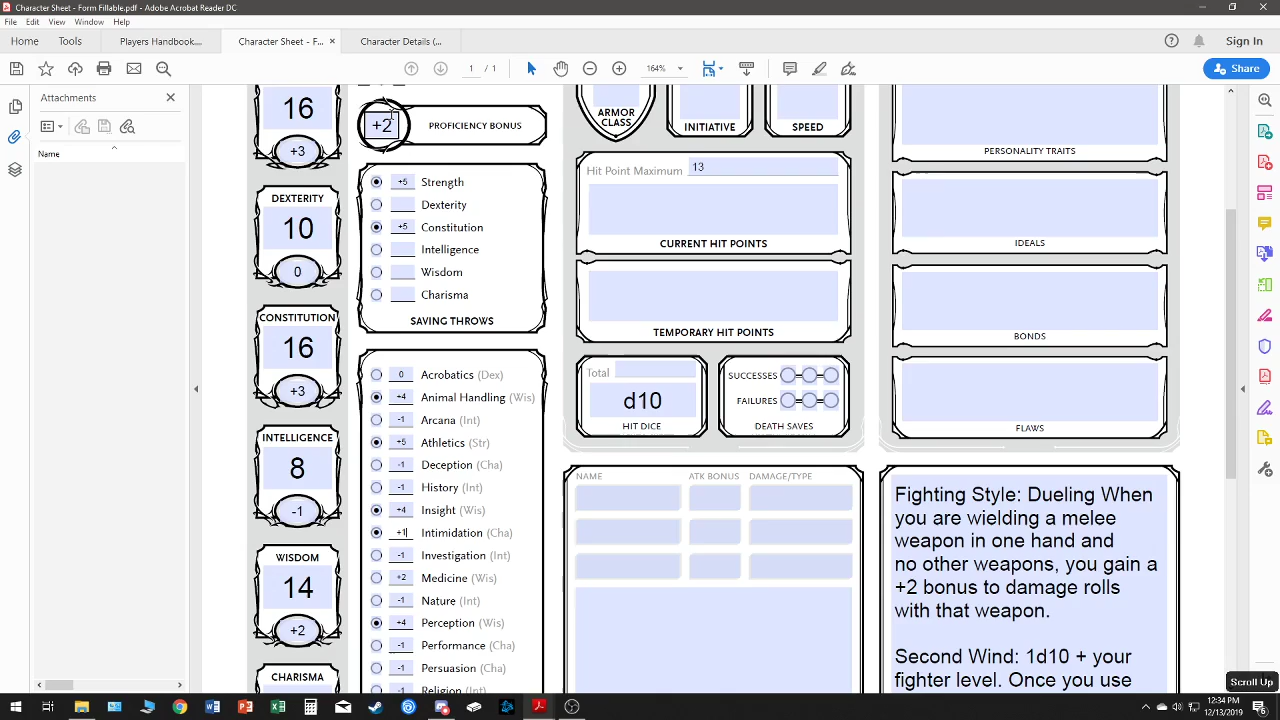 Character Sheet - Form Fillable.pdf - Adobe Acrobat Reader DC
File Edit View Window Help
Home Tools Players Handbook.... Character Sheet - F... × Character Details (...
Sign In
1 / 1 164% Share
Attachments
Name
16
+3
DEXTERITY
10
0
CONSTITUTION
16
+3
INTELLIGENCE
8
-1
WISDOM
14
+2
CHARISMA
+2 PROFICIENCY BONUS
+5 Strength
Dexterity
+5 Constitution
Intelligence
Wisdom
Charisma
SAVING THROWS
0 Acrobatics (Dex)
+4 Animal Handling (Wis)
-1 Arcana (Int)
+5 Athletics (Str)
-1 Deception (Cha)
-1 History (Int)
+4 Insight (Wis)
+1 Intimidation (Cha)
-1 Investigation (Int)
+2 Medicine (Wis)
-1 Nature (Int)
+4 Perception (Wis)
-1 Performance (Cha)
-1 Persuasion (Cha)
-1 Religion (Int)
ARMOR
CLASS
INITIATIVE
SPEED
Hit Point Maximum 13
CURRENT HIT POINTS
TEMPORARY HIT POINTS
Total
d10
HIT DICE
SUCCESSES
FAILURES
DEATH SAVES
NAME ATK BONUS DAMAGE/TYPE
PERSONALITY TRAITS
IDEALS
BONDS
FLAWS
Fighting Style: Dueling When
you are wielding a melee
weapon in one hand and
no other weapons, you gain a
+2 bonus to damage rolls
with that weapon.
Second Wind: 1d10 + your
fighter level. Once you use
Scroll Up
12:34 PM
12/13/2019